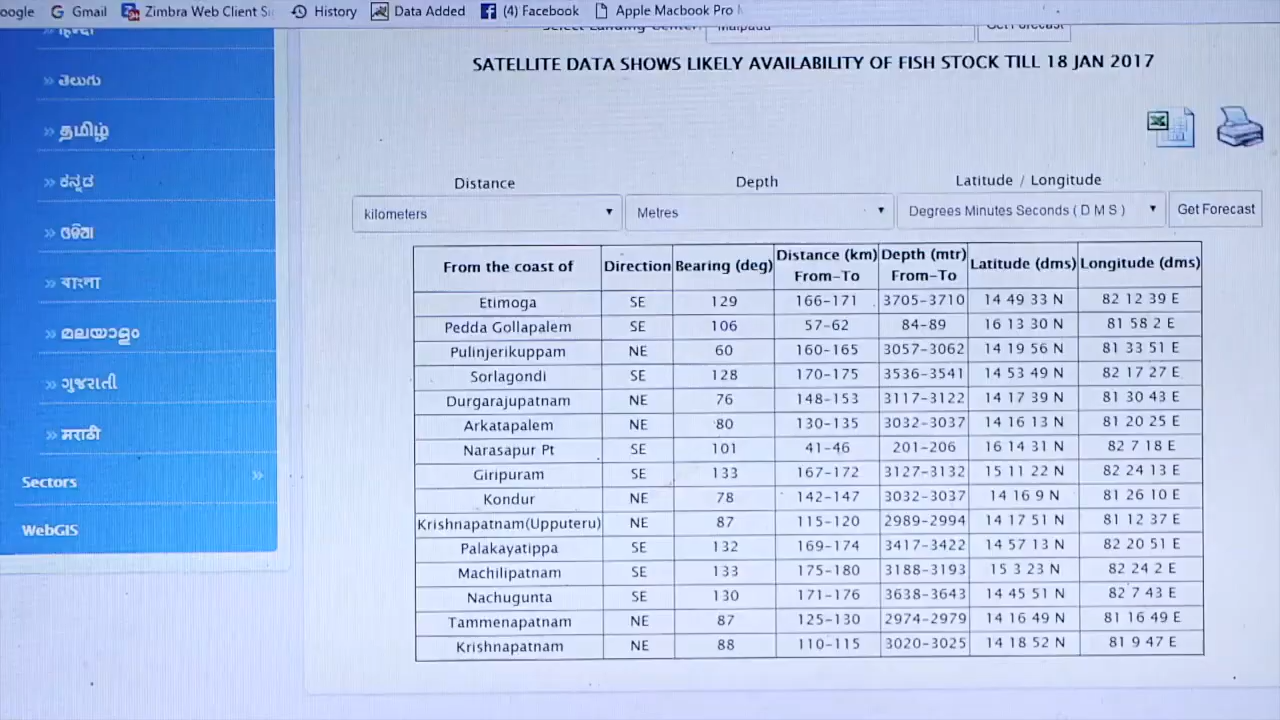 oogle Gmail Zimbra Web Client Si History Data Added (4) Facebook Apple Macbook Pro
Select Landing Center: Maipadu Get Forecast
SATELLITE DATA SHOWS LIKELY AVAILABILITY OF FISH STOCK TILL 18 JAN 2017
» हिन्दी
» తెలుగు
» தமிழ்
» ಕನ್ನಡ
» ଓଡିଆ
» বাংলা
» മലയാളം
» ગુજરાતી
» मराठी
Sectors »
WebGIS
Distance Depth Latitude / Longitude
kilometers Metres Degrees Minutes Seconds ( D M S ) Get Forecast
From the coast of Direction Bearing (deg) Distance (km) From-To Depth (mtr) From-To Latitude (dms) Longitude (dms)
Etimoga SE 129 166-171 3705-3710 14 49 33 N 82 12 39 E
Pedda Gollapalem SE 106 57-62 84-89 16 13 30 N 81 58 2 E
Pulinjerikuppam NE 60 160-165 3057-3062 14 19 56 N 81 33 51 E
Sorlagondi SE 128 170-175 3536-3541 14 53 49 N 82 17 27 E
Durgarajupatnam NE 76 148-153 3117-3122 14 17 39 N 81 30 43 E
Arkatapalem NE 80 130-135 3032-3037 14 16 13 N 81 20 25 E
Narasapur Pt SE 101 41-46 201-206 16 14 31 N 82 7 18 E
Giripuram SE 133 167-172 3127-3132 15 11 22 N 82 24 13 E
Kondur NE 78 142-147 3032-3037 14 16 9 N 81 26 10 E
Krishnapatnam(Upputeru) NE 87 115-120 2989-2994 14 17 51 N 81 12 37 E
Palakayatippa SE 132 169-174 3417-3422 14 57 13 N 82 20 51 E
Machilipatnam SE 133 175-180 3188-3193 15 3 23 N 82 24 2 E
Nachugunta SE 130 171-176 3638-3643 14 45 51 N 82 7 43 E
Tammenapatnam NE 87 125-130 2974-2979 14 16 49 N 81 16 49 E
Krishnapatnam NE 88 110-115 3020-3025 14 18 52 N 81 9 47 E